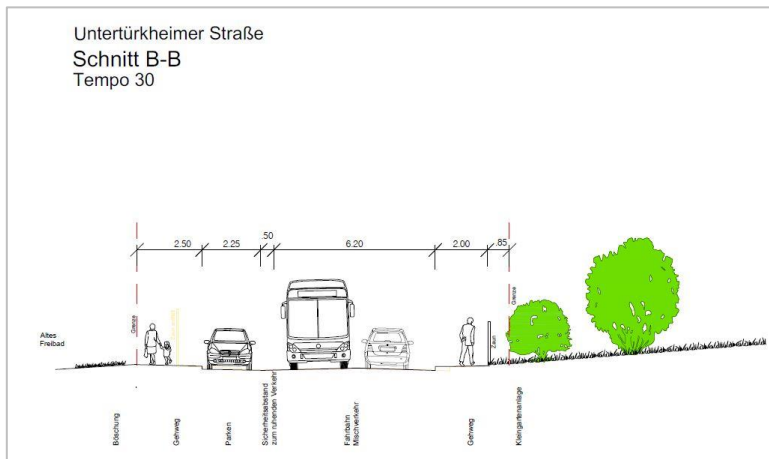 Untertürkheimer Straße
Schnitt B-B
Tempo 30
2.50
2.25
.50
6.20
2.00
.85
Grenze
Grenze
Zaun
Altes
Freibad
Böschung
Gehweg
Parken
Sicherheitsabstand
zum ruhenden Verkehr
Fahrbahn
Mischverkehr
Gehweg
Kleingartenanlage